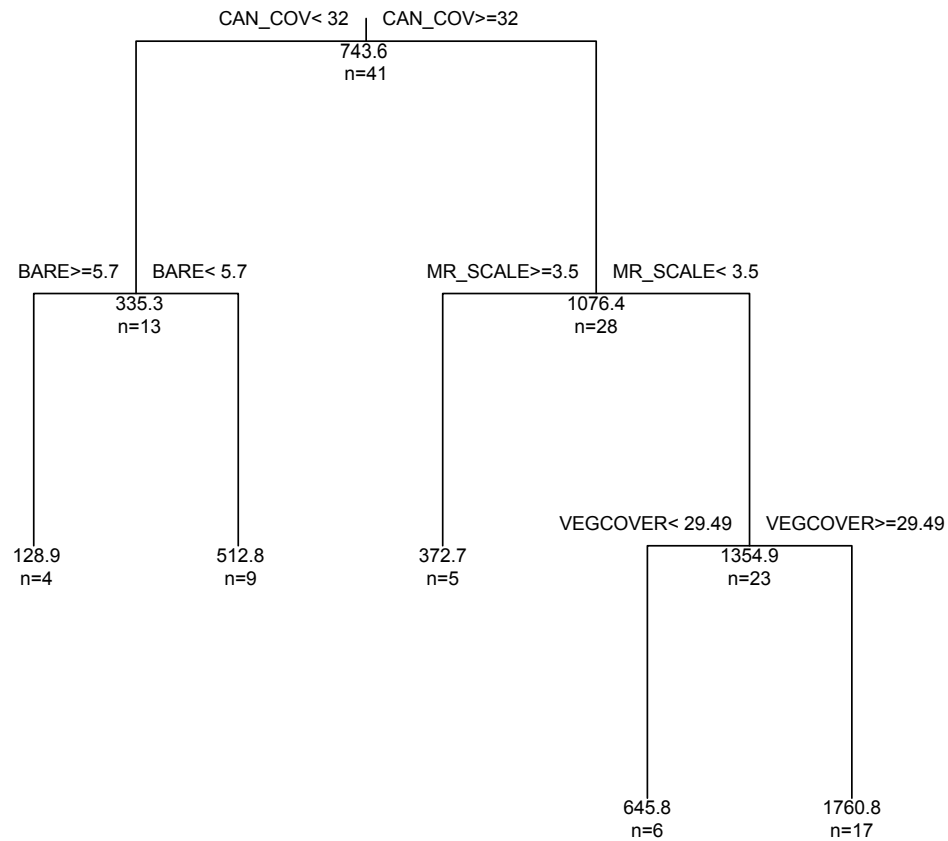 CAN_COV< 32 CAN_COV>=32
743.6
n=41
BARE>=5.7 BARE< 5.7
335.3
n=13
MR_SCALE>=3.5 MR_SCALE< 3.5
1076.4
n=28
128.9
n=4
512.8
n=9
372.7
n=5
VEGCOVER< 29.49 VEGCOVER>=29.49
1354.9
n=23
645.8
n=6
1760.8
n=17